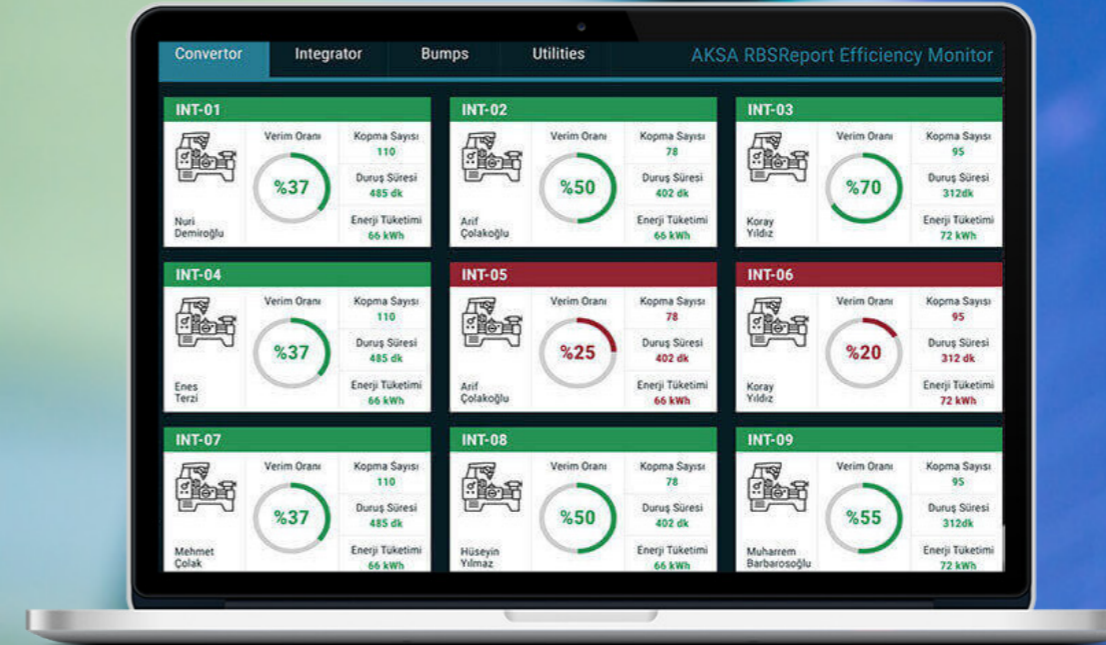 Convertor Integrator Bumps Utilities AKSA RBSReport Efficiency Monitor
INT-01
Verim Oranı
%37
Kopma Sayısı
110
Duruş Süresi
485 dk
Enerji Tüketimi
66 kWh
Nuri
Demiroğlu
INT-02
Verim Oranı
%50
Kopma Sayısı
78
Duruş Süresi
402 dk
Enerji Tüketimi
66 kWh
Arif
Çolakoğlu
INT-03
Verim Oranı
%70
Kopma Sayısı
95
Duruş Süresi
312dk
Enerji Tüketimi
72 kWh
Koray
Yıldız
INT-04
Verim Oranı
%37
Kopma Sayısı
110
Duruş Süresi
485 dk
Enerji Tüketimi
66 kWh
Enes
Terzi
INT-05
Verim Oranı
%25
Kopma Sayısı
78
Duruş Süresi
402 dk
Enerji Tüketimi
66 kWh
Arif
Çolakoğlu
INT-06
Verim Oranı
%20
Kopma Sayısı
95
Duruş Süresi
312 dk
Enerji Tüketimi
72 kWh
Koray
Yıldız
INT-07
Verim Oranı
%37
Kopma Sayısı
110
Duruş Süresi
485 dk
Enerji Tüketimi
66 kWh
Mehmet
Çolak
INT-08
Verim Oranı
%50
Kopma Sayısı
78
Duruş Süresi
402 dk
Enerji Tüketimi
66 kWh
Hüseyin
Yılmaz
INT-09
Verim Oranı
%55
Kopma Sayısı
95
Duruş Süresi
312dk
Enerji Tüketimi
72 kWh
Muharrem
Barbarosoğlu